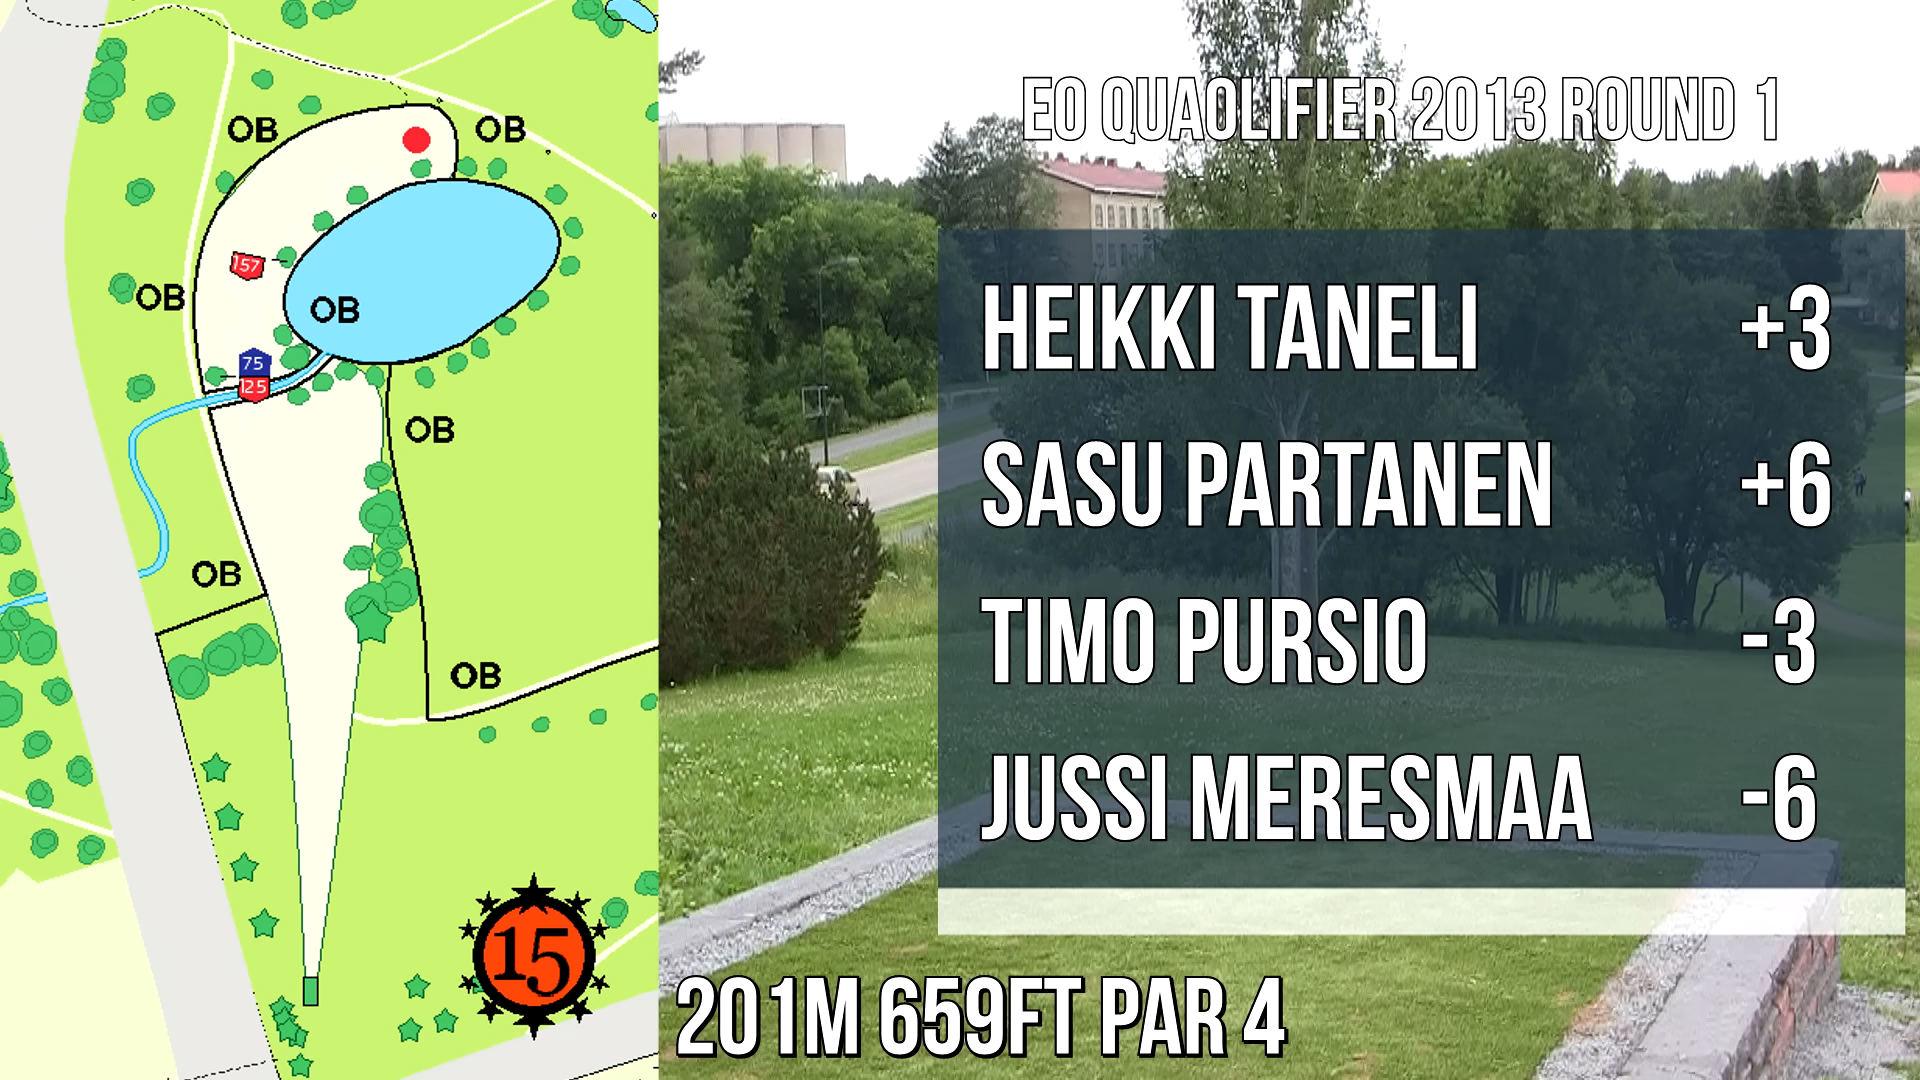 OB
OB
157
OB
OB
75
125
OB
OB
OB
15
EO QUAOLIFIER 2013 ROUND 1
HEIKKI TANELI +3
SASU PARTANEN +6
TIMO PURSIO -3
JUSSI MERESMAA -6
201M 659FT PAR 4